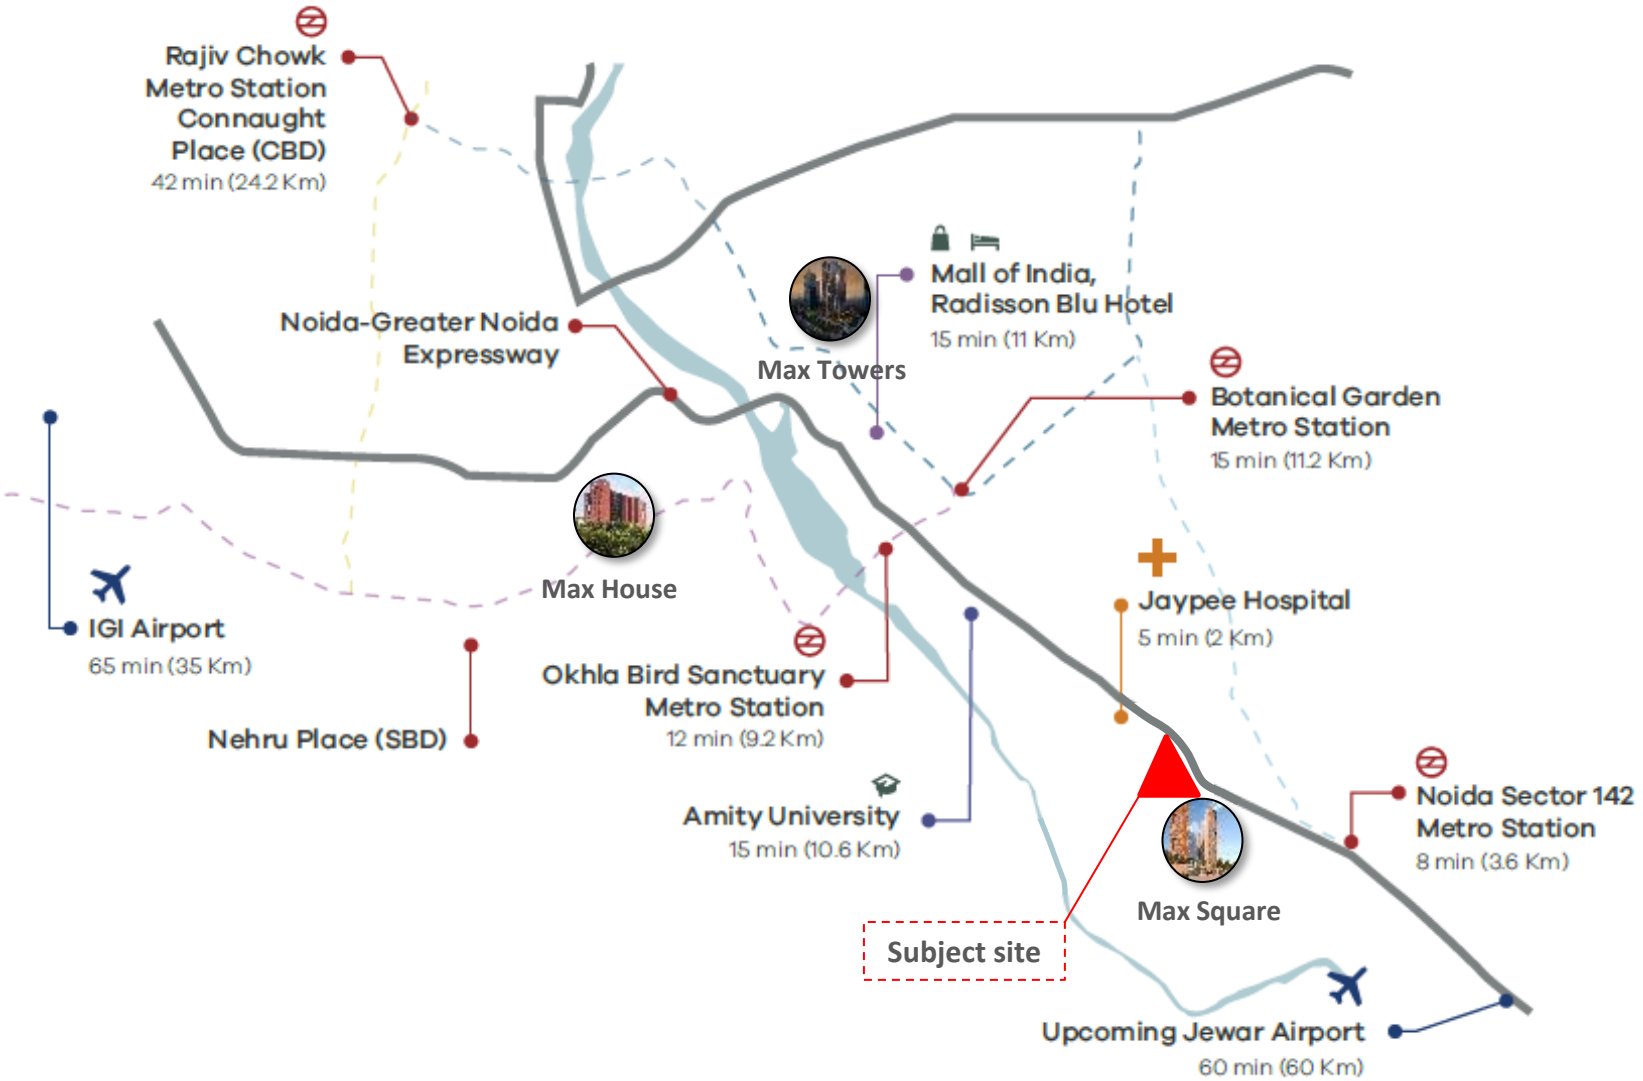 Rajiv Chowk
Metro Station
Connaught
Place (CBD)
42 min (24.2 Km)
Mall of India,
Radisson Blu Hotel
15 min (11 Km)
Noida-Greater Noida
Expressway
Max Towers
Botanical Garden
Metro Station
15 min (11.2 Km)
Max House
Jaypee Hospital
5 min (2 Km)
IGI Airport
65 min (35 Km)
Okhla Bird Sanctuary
Metro Station
12 min (9.2 Km)
Nehru Place (SBD)
Amity University
15 min (10.6 Km)
Noida Sector 142
Metro Station
8 min (3.6 Km)
Max Square
Subject site
Upcoming Jewar Airport
60 min (60 Km)